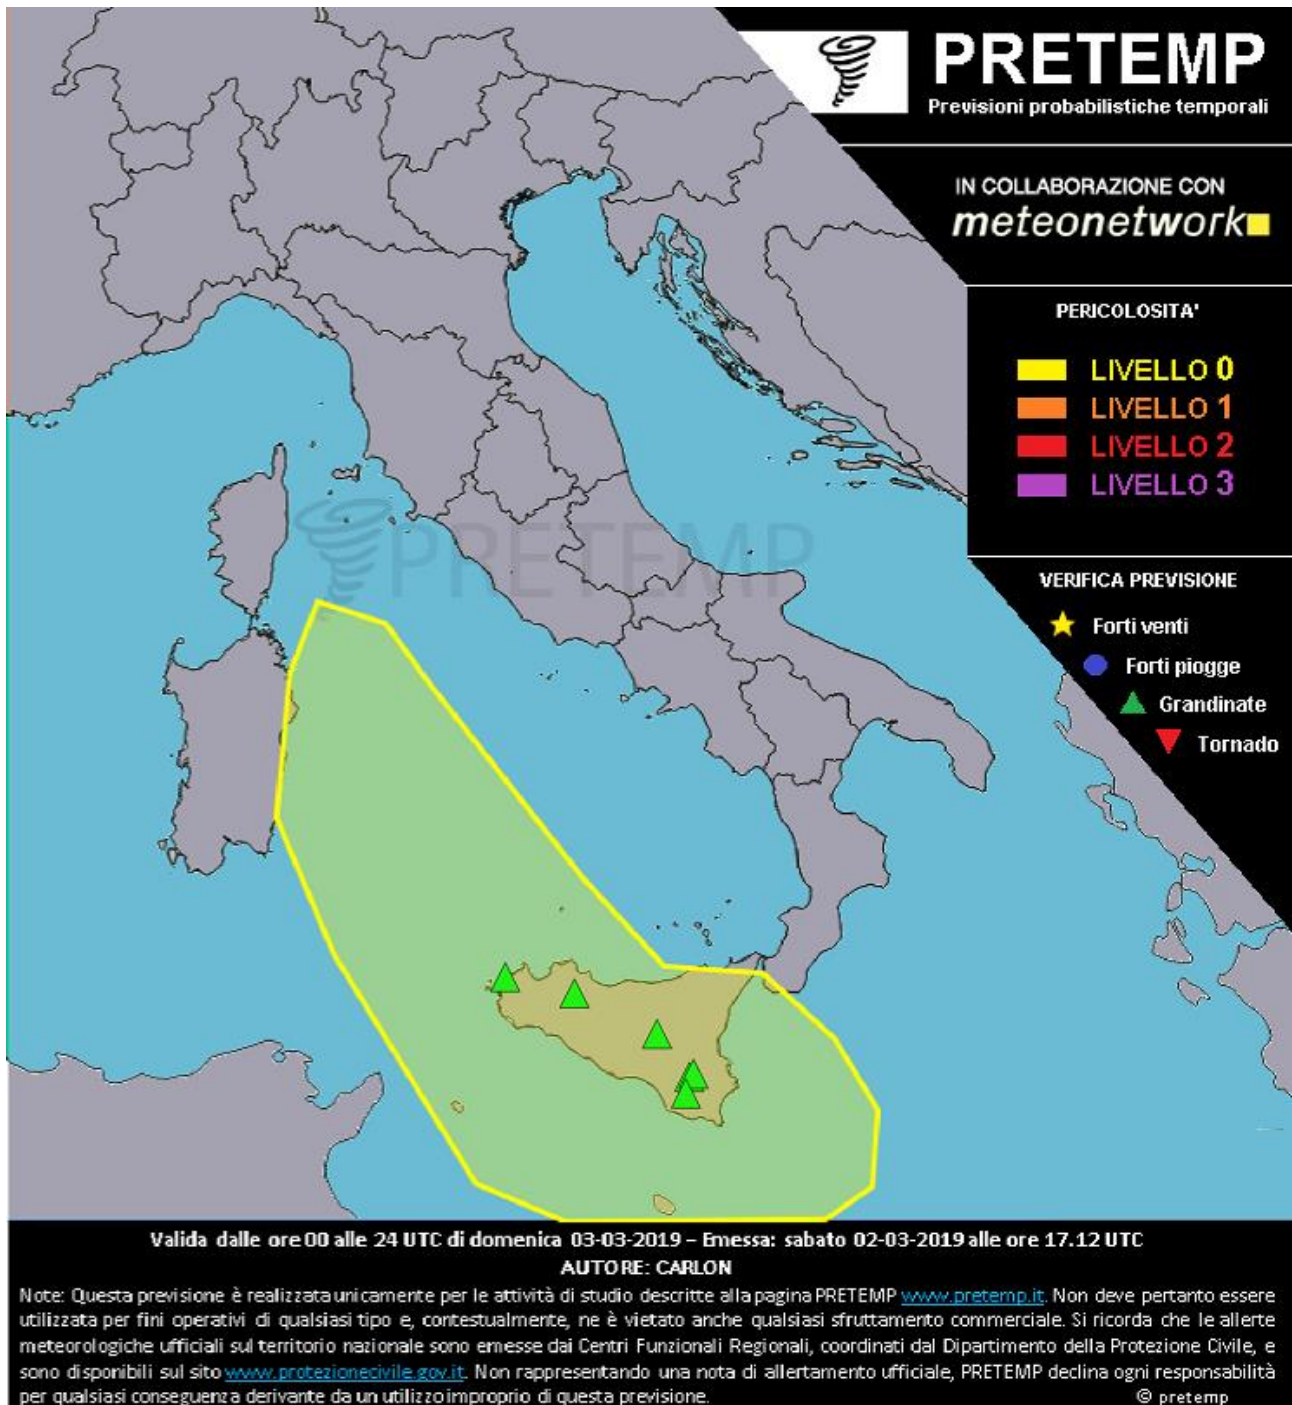 PRETEMP
Previsioni probabilistiche temporali
IN COLLABORAZIONE CON
meteonetwork
PERICOLOSITA'
LIVELLO 0
LIVELLO 1
LIVELLO 2
LIVELLO 3
PRETEMP
VERIFICA PREVISIONE
Forti venti
Forti piogge
Grandinate
Tornado
Valida dalle ore 00 alle 24 UTC di domenica 03-03-2019 – Emessa: sabato 02-03-2019 alle ore 17.12 UTC
AUTORE: CARLON
Note: Questa previsione è realizzata unicamente per le attività di studio descritte alla pagina PRETEMP www.pretemp.it. Non deve pertanto essere
utilizzata per fini operativi di qualsiasi tipo e, contestualmente, ne è vietato anche qualsiasi sfruttamento commerciale. Si ricorda che le allerte
meteorologiche ufficiali sul territorio nazionale sono emesse dai Centri Funzionali Regionali, coordinati dal Dipartimento della Protezione Civile, e
sono disponibili sul sito www.protezionecivile.gov.it. Non rappresentando una nota di allertamento ufficiale, PRETEMP declina ogni responsabilità
per qualsiasi conseguenza derivante da un utilizzo improprio di questa previsione. © pretemp